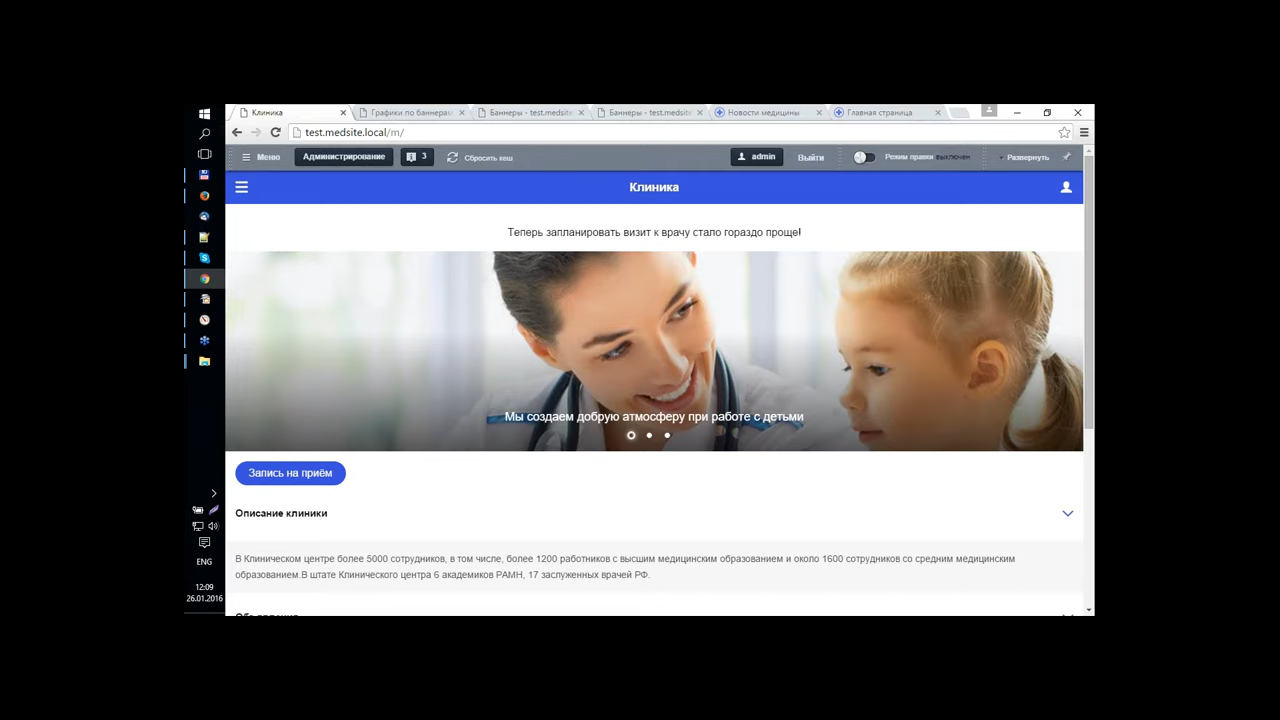 Клиника
Графики по баннерам
Баннеры - test.medsite
Баннеры - test.medsite
Новости медицины
Главная страница
test.medsite.local/m/
Меню
Администрирование
3
Сбросить кеш
admin
Выйти
Режим правки выключен
Развернуть
Клиника
Теперь запланировать визит к врачу стало гораздо проще!
Мы создаем добрую атмосферу при работе с детьми
Запись на приём
Описание клиники
В Клиническом центре более 5000 сотрудников, в том числе, более 1200 работников с высшим медицинским образованием и около 1600 сотрудников со средним медицинским
образованием.В штате Клинического центра 6 академиков РАМН, 17 заслуженных врачей РФ.
ENG
12:09
26.01.2016